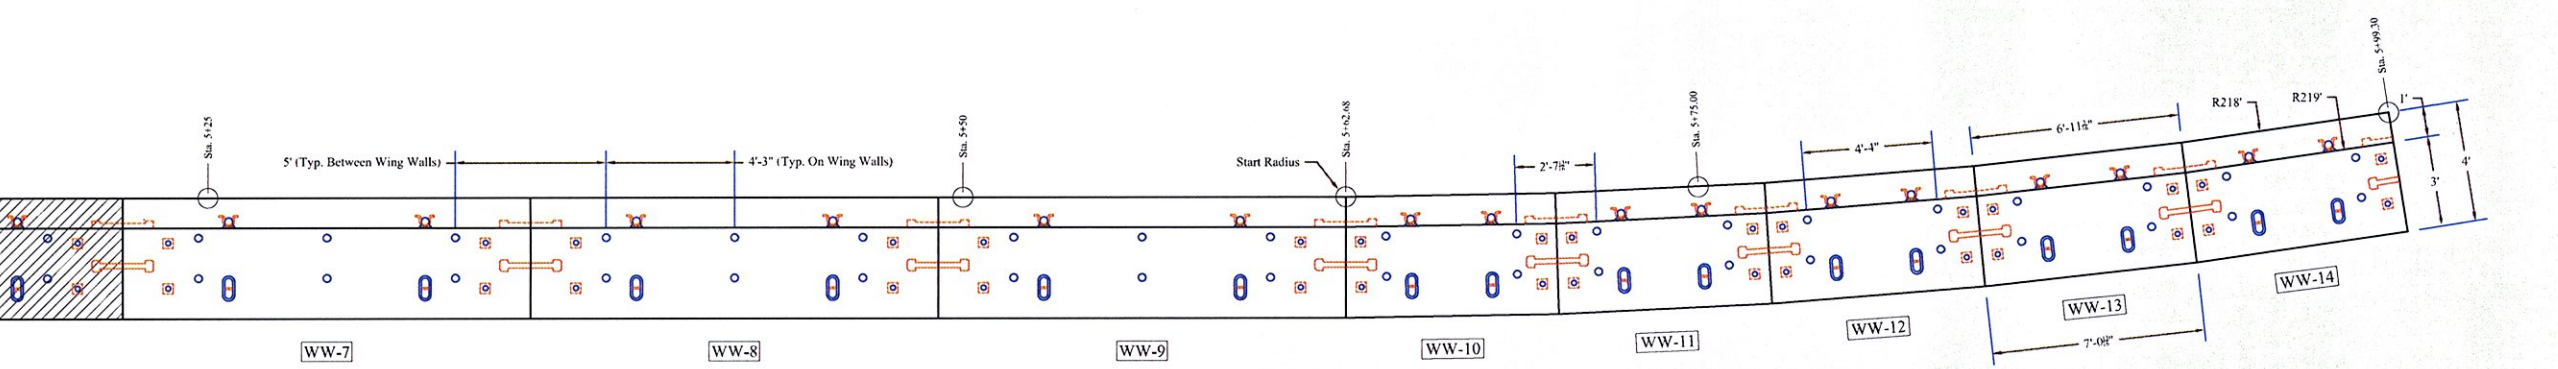 Sta. 5+25
5' (Typ. Between Wing Walls)
4'-3" (Typ. On Wing Walls)
Sta. 5+50
Start Radius
Sta. 5+62.68
2'-7
Sta. 5+75.00
4'-4"
6'-11
R218'
R219'
Sta. 5+99.30
1'
3'
4'
WW-7
WW-8
WW-9
WW-10
WW-11
WW-12
WW-13
WW-14
7'-0